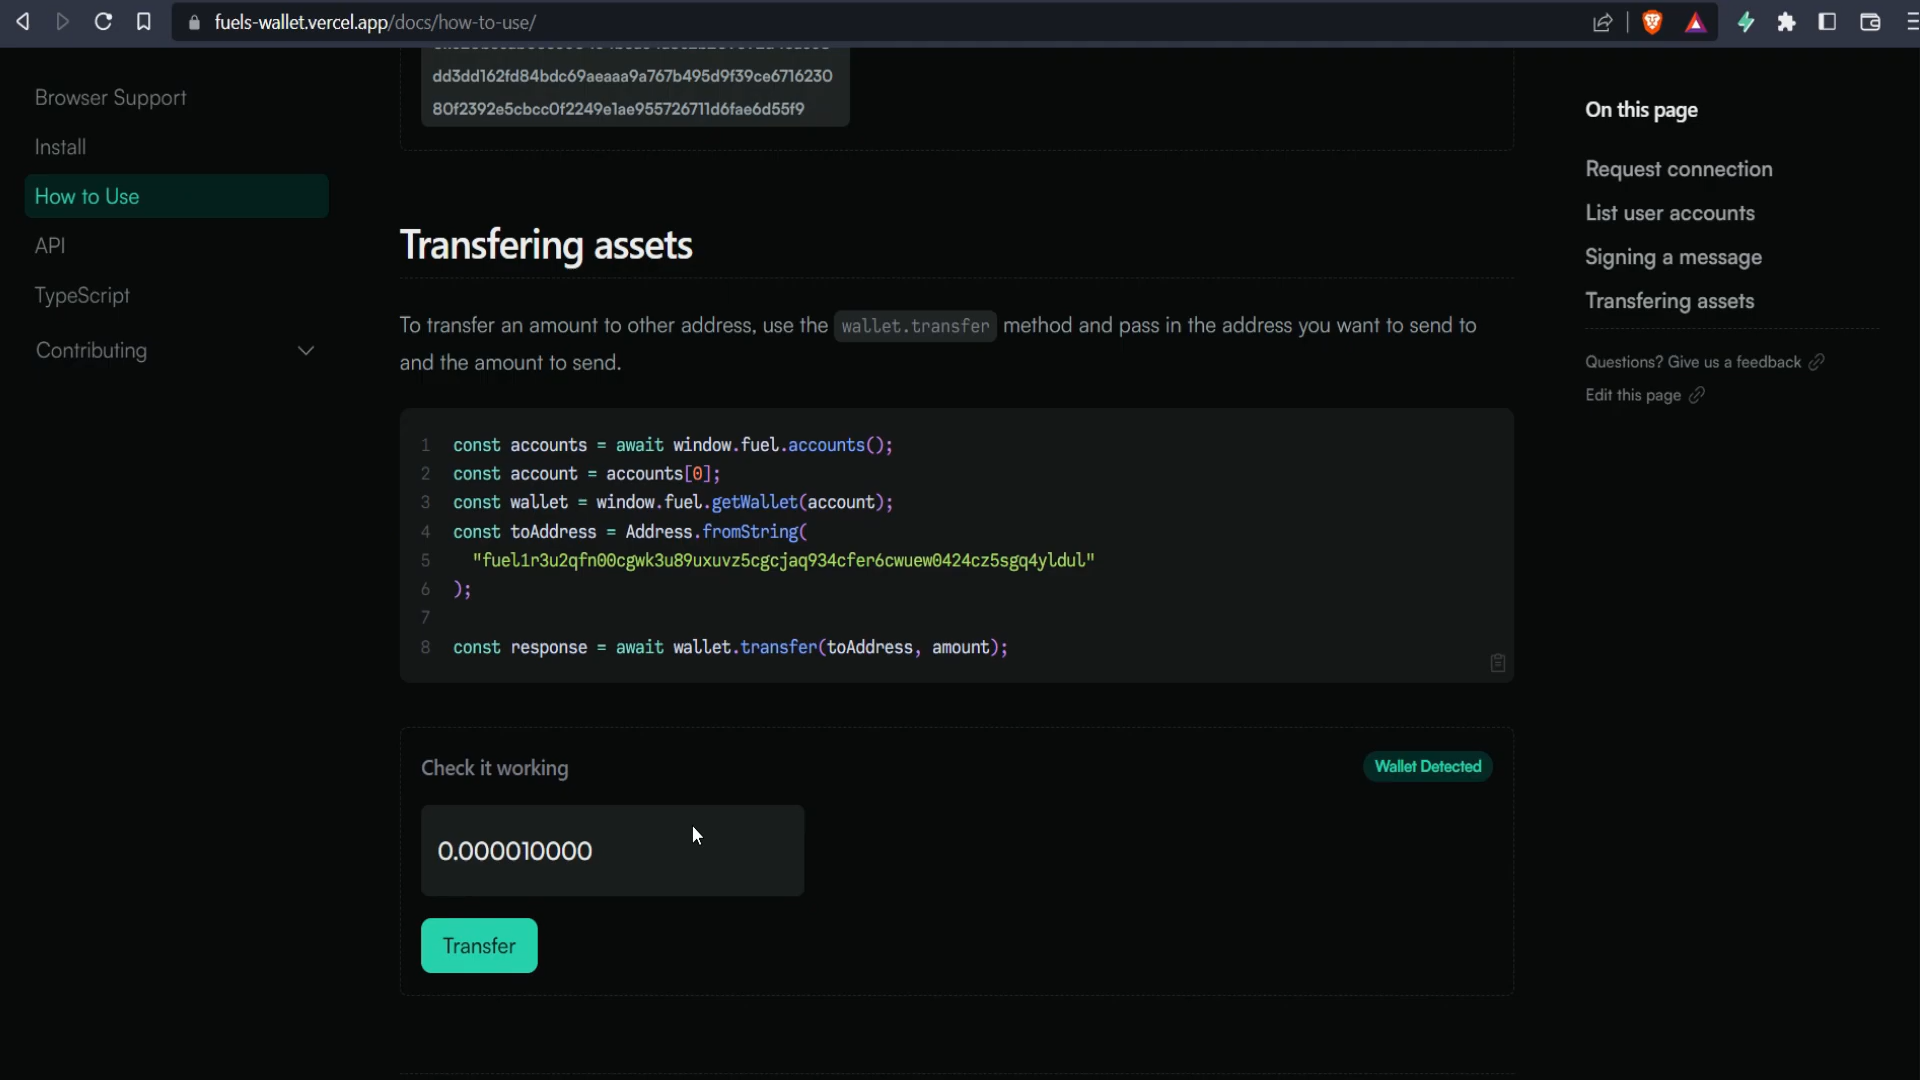 fuels-wallet.vercel.app/docs/how-to-use/
Browser Support
Install
How to Use
API
TypeScript
Contributing
dd3dd162fd84bdc69aeaaa9a767b495d9f39ce6716230
80f2392e5cbcc0f2249e1ae955726711d6fae6d55f9
Transfering assets
To transfer an amount to other address, use the wallet.transfer method and pass in the address you want to send to
and the amount to send.
1 const accounts = await window.fuel.accounts();
2 const account = accounts[0];
3 const wallet = window.fuel.getWallet(account);
4 const toAddress = Address.fromString(
5 "fuel1r3u2qfn00cgwk3u89uxuvz5cgcjaq934cfer6cwuew0424cz5sgq4yldul"
6 );
7
8 const response = await wallet.transfer(toAddress, amount);
Check it working
Wallet Detected
0.000010000
Transfer
On this page
Request connection
List user accounts
Signing a message
Transfering assets
Questions? Give us a feedback
Edit this page